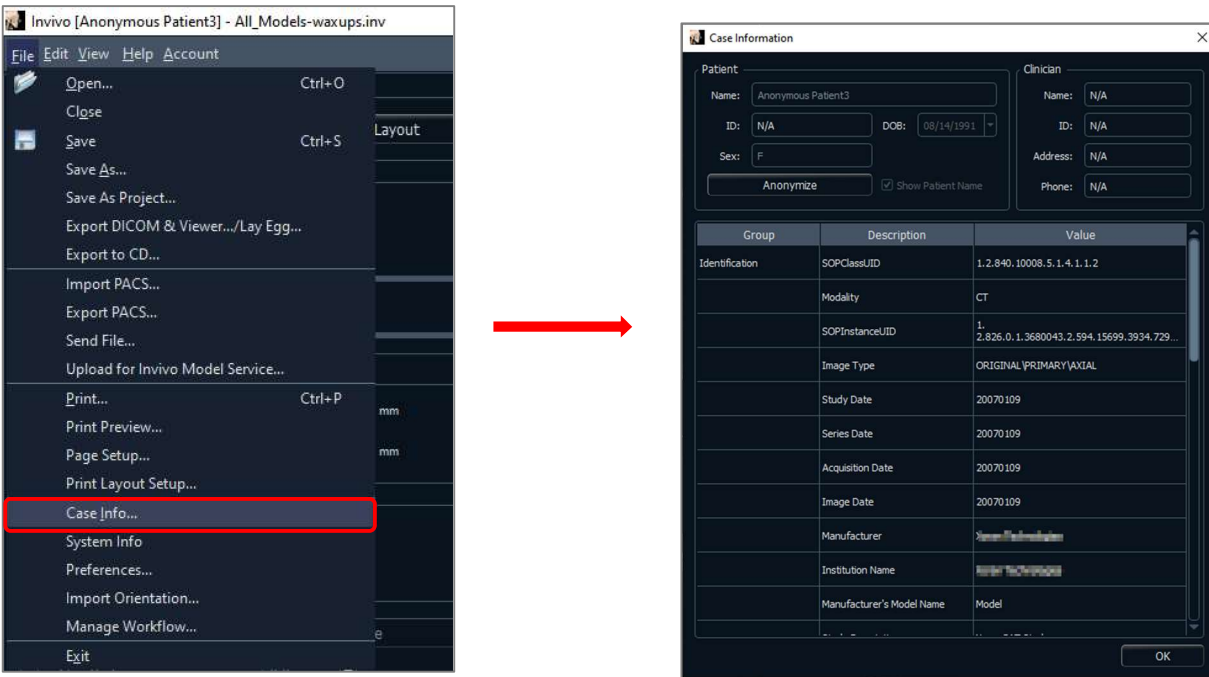 Invivo [Anonymous Patient3] - All_Models-waxups.inv
File Edit View Help Account
Open... Ctrl+O
Close
Save Ctrl+S
Layout
Save As...
Save As Project...
Export DICOM & Viewer.../Lay Egg...
Export to CD...
Import PACS...
Export PACS...
Send File...
Upload for Invivo Model Service...
Print... Ctrl+P
mm
Print Preview...
Page Setup...
mm
Print Layout Setup...
Case Info...
System Info
Preferences...
Import Orientation...
Manage Workflow...
e
Exit
Case Information
Patient
Name: Anonymous Patient3
ID: N/A DOB: 08/14/1991
Sex: F
Anonymize Show Patient Name
Clinician
Name: N/A
ID: N/A
Address: N/A
Phone: N/A
Group Description Value
Identification SOPClassUID 1.2.840.10008.5.1.4.1.1.2
Modality CT
SOPInstanceUID 1.
2.826.0.1.3680043.2.594.15699.3934.729...
Image Type ORIGINAL\PRIMARY\AXIAL
Study Date 20070109
Series Date 20070109
Acquisition Date 20070109
Image Date 20070109
Manufacturer
Institution Name
Manufacturer's Model Name Model
OK